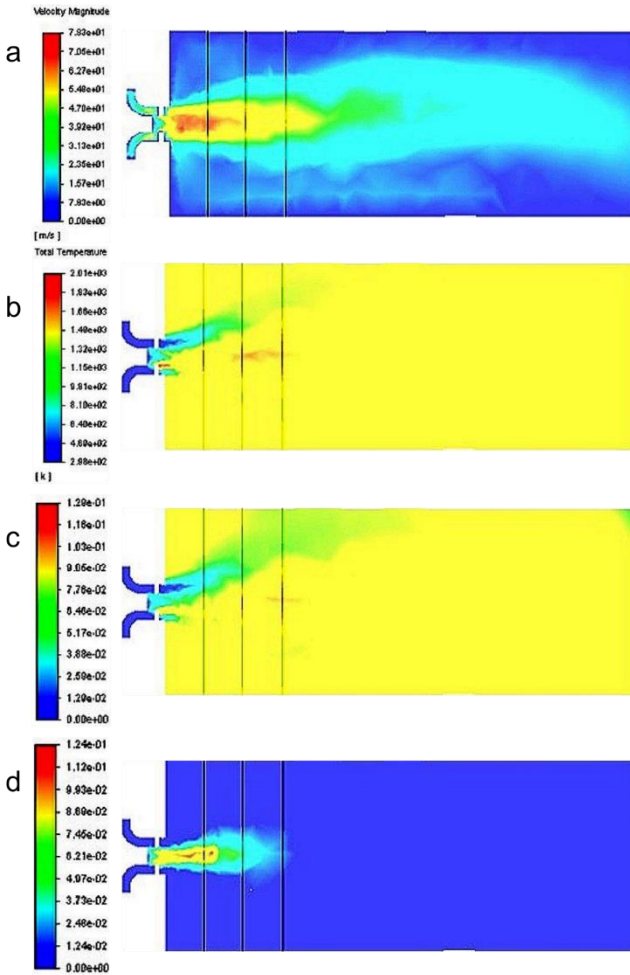 Velocity Magnitude
a
7.83e+01
7.05e+01
6.27e+01
5.48e+01
4.70e+01
3.92e+01
3.13e+01
2.35e+01
1.57e+01
7.83e+00
0.00e+00
[m/s]
Total Temperature
b
2.01e+03
1.83e+03
1.66e+03
1.49e+03
1.32e+03
1.15e+03
9.81e+02
8.10e+02
6.40e+02
4.69e+02
2.98e+02
[k]
c
1.29e-01
1.16e-01
1.03e-01
9.05e-02
7.76e-02
6.46e-02
5.17e-02
3.88e-02
2.59e-02
1.29e-02
0.00e+00
d
1.24e-01
1.12e-01
9.93e-02
8.69e-02
7.45e-02
6.21e-02
4.97e-02
3.73e-02
2.48e-02
1.24e-02
0.00e+00